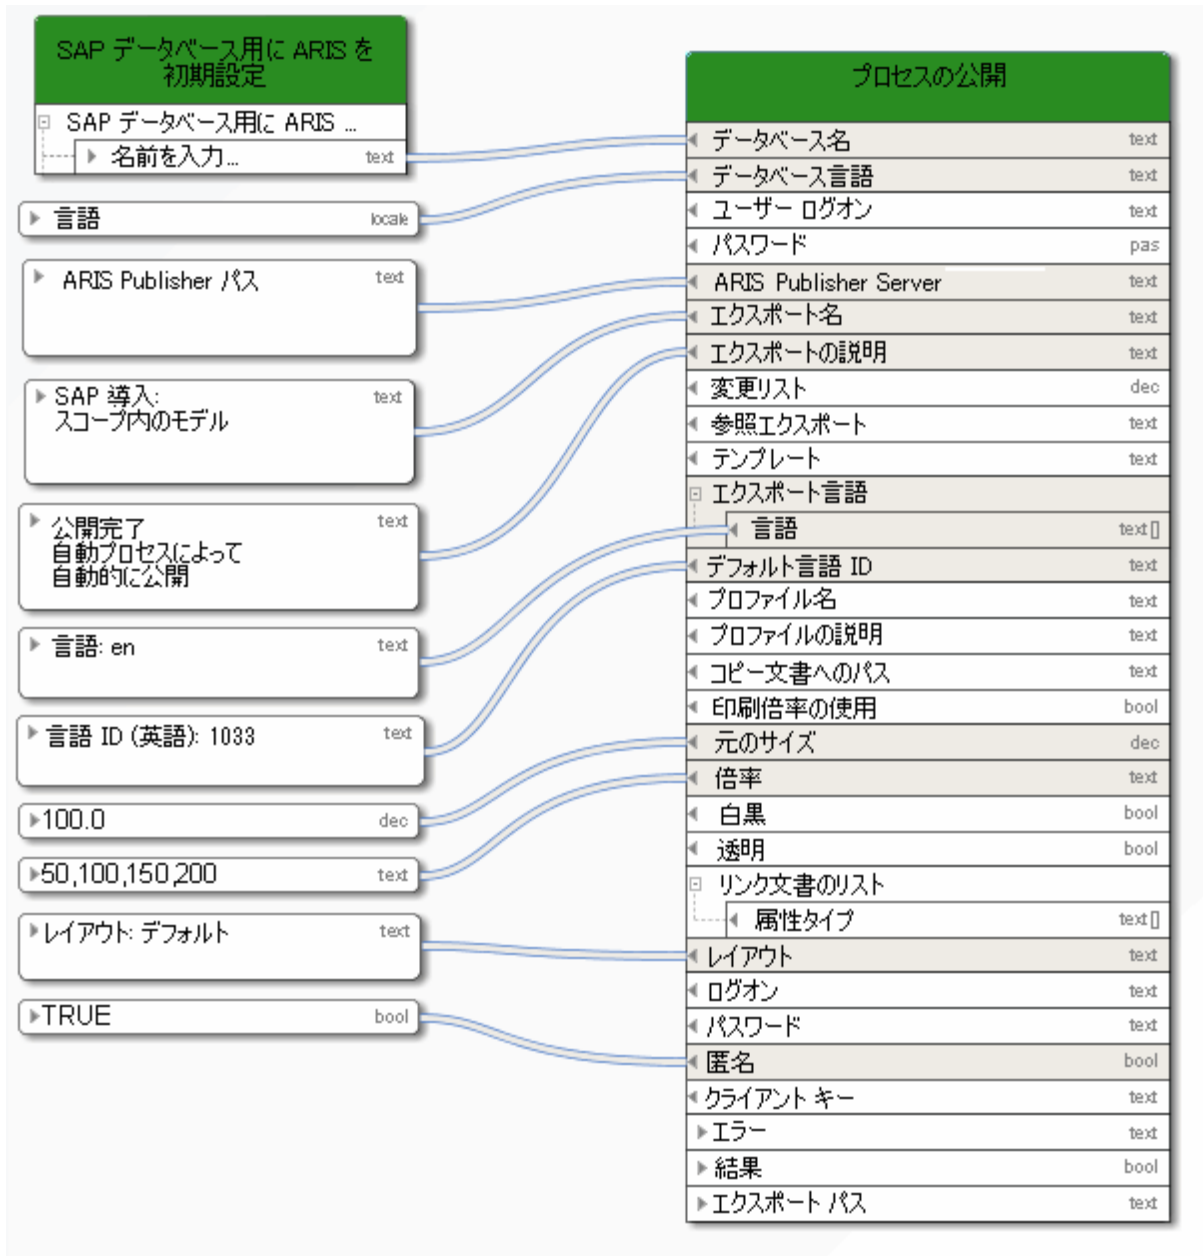 SAP データベース用に ARIS を
初期設定
SAP データベース用に ARIS ...
名前を入力... text
言語 locale
ARIS Publisher パス text
SAP 導入: text
スコープ内のモデル
公開完了 text
自動プロセスによって
自動的に公開
言語: en text
言語 ID (英語): 1033 text
100.0 dec
50,100,150,200 text
レイアウト: デフォルト text
TRUE bool
プロセスの公開
データベース名 text
データベース言語 text
ユーザー ログオン text
パスワード pas
ARIS Publisher Server text
エクスポート名 text
エクスポートの説明 text
変更リスト dec
参照エクスポート text
テンプレート text
エクスポート言語
言語 text[]
デフォルト言語 ID text
プロファイル名 text
プロファイルの説明 text
コピー文書へのパス text
印刷倍率の使用 bool
元のサイズ dec
倍率 text
白黒 bool
透明 bool
リンク文書のリスト
属性タイプ text[]
レイアウト text
ログオン text
パスワード text
匿名 bool
クライアント キー text
エラー text
結果 bool
エクスポート パス text